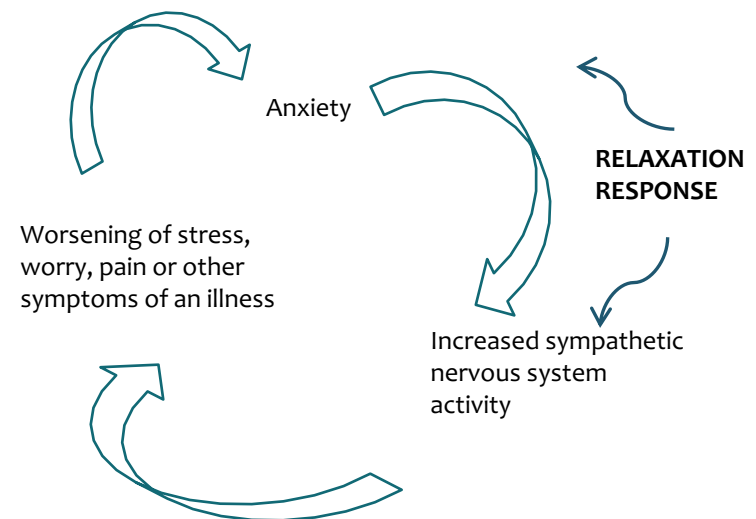 Anxiety
RELAXATION
RESPONSE
Worsening of stress,
worry, pain or other
symptoms of an illness
Increased sympathetic
nervous system
activity